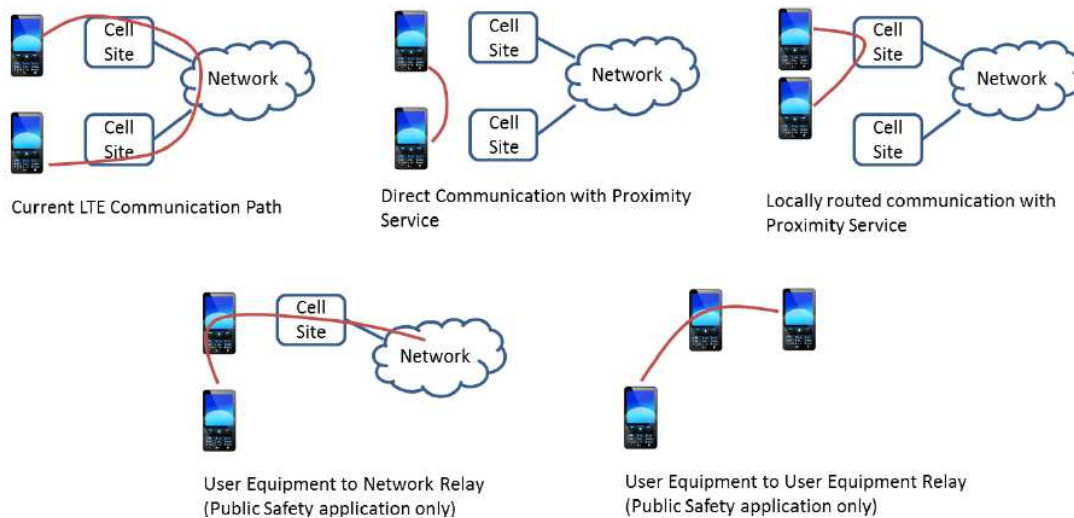 Cell
Site
Network
Cell
Site
Current LTE Communication Path
Cell
Site
Network
Cell
Site
Direct Communication with Proximity
Service
Cell
Site
Network
Cell
Site
Locally routed communication with
Proximity Service
Cell
Site
Network
User Equipment to Network Relay
(Public Safety application only)
User Equipment to User Equipment Relay
(Public Safety application only)